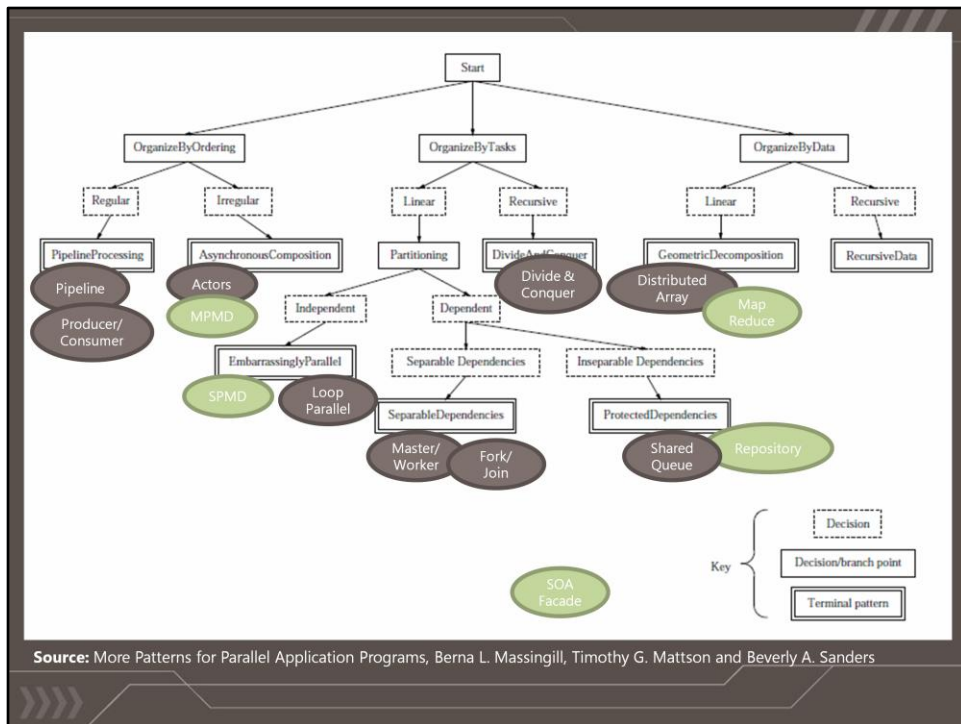 Start
OrganizeByOrdering
OrganizeByTasks
OrganizeByData
Regular
Irregular
Linear
Recursive
Linear
Recursive
PipelineProcessing
AsynchronousComposition
Partitioning
DivideAndConquer
GeometricDecomposition
RecursiveData
Pipeline
Producer/
Consumer
Actors
MPMD
Divide &
Conquer
Distributed
Array
Map
Reduce
Independent
Dependent
EmbarrassinglyParallel
Separable Dependencies
Inseparable Dependencies
SPMD
Loop
Parallel
SeparableDependencies
ProtectedDependencies
Master/
Worker
Fork/
Join
Shared
Queue
Repository
Key
Decision
Decision/branch point
Terminal pattern
SOA
Facade
Source: More Patterns for Parallel Application Programs, Berna L. Massingill, Timothy G. Mattson and Beverly A. Sanders